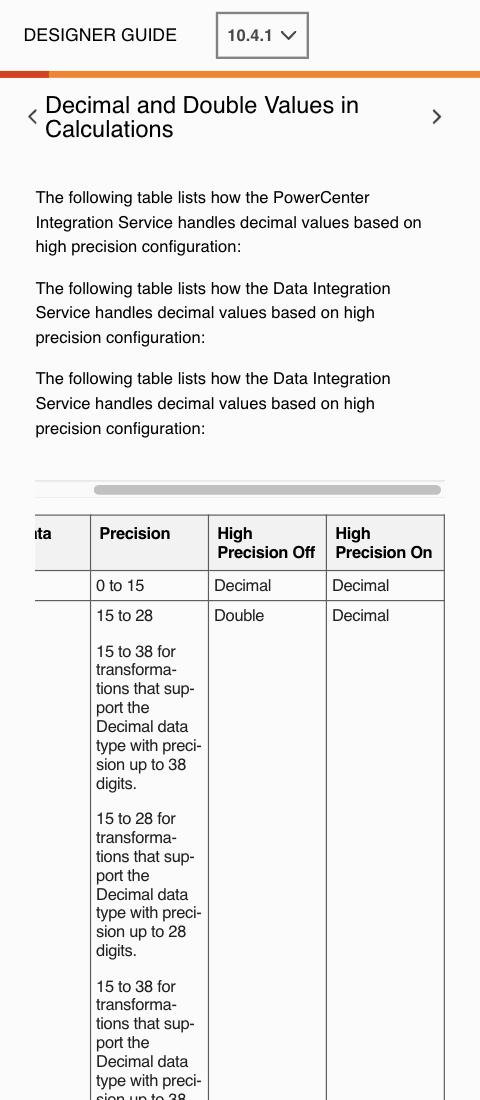 DESIGNER GUIDE
10.4.1
Decimal and Double Values in
Calculations
The following table lists how the PowerCenter
Integration Service handles decimal values based on
high precision configuration:
The following table lists how the Data Integration
Service handles decimal values based on high
precision configuration:
The following table lists how the Data Integration
Service handles decimal values based on high
precision configuration:
Precision
High
Precision Off
High
Precision On
0 to 15
Decimal
Decimal
15 to 28
Double
Decimal
15 to 38 for
transforma-
tions that sup-
port the
Decimal data
type with preci-
sion up to 38
digits.
15 to 28 for
transforma-
tions that sup-
port the
Decimal data
type with preci-
sion up to 28
digits.
15 to 38 for
transforma-
tions that sup-
port the
Decimal data
type with preci-
sion up to 38